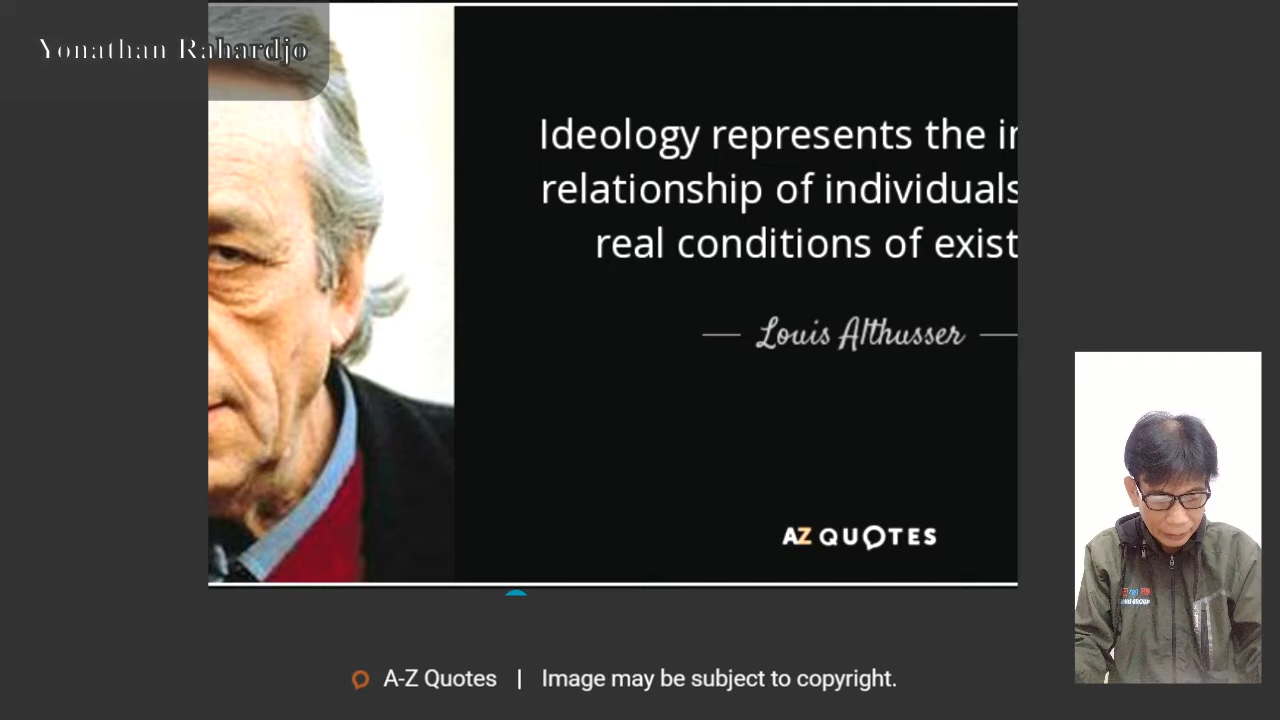 Yonathan Rahardjo
Ideology represents the
relationship of individuals
real conditions of exist
Louis Althusser
AZ QUOTES
A-Z Quotes | Image may be subject to copyright.